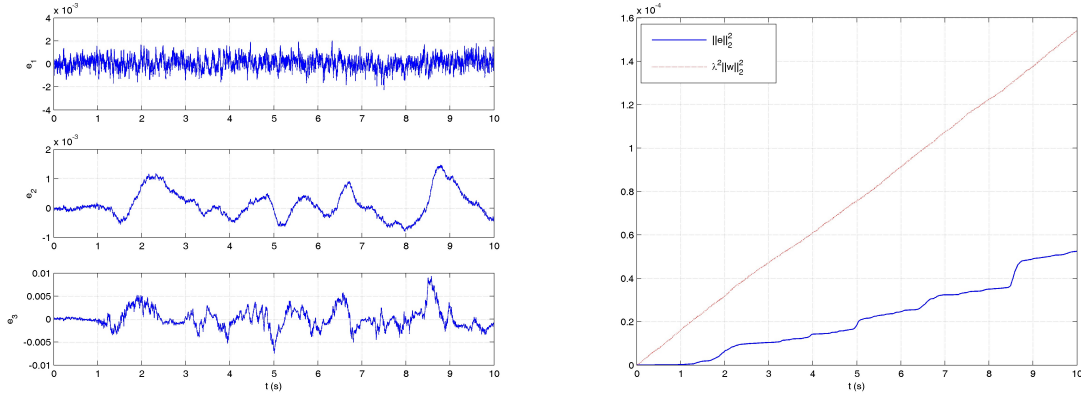 x 10⁻³
4
2
0
-2
-4
e₁
0 1 2 3 4 5 6 7 8 9 10
x 10⁻³
2
1
0
-1
e₂
0 1 2 3 4 5 6 7 8 9 10
0.01
0.005
0
-0.005
-0.01
e₃
0 1 2 3 4 5 6 7 8 9 10
t (s)
x 10⁻⁴
1.6
1.4
1.2
1
0.8
0.6
0.4
0.2
0
||e||₂²
λ²||w||₂²
0 1 2 3 4 5 6 7 8 9 10
t (s)